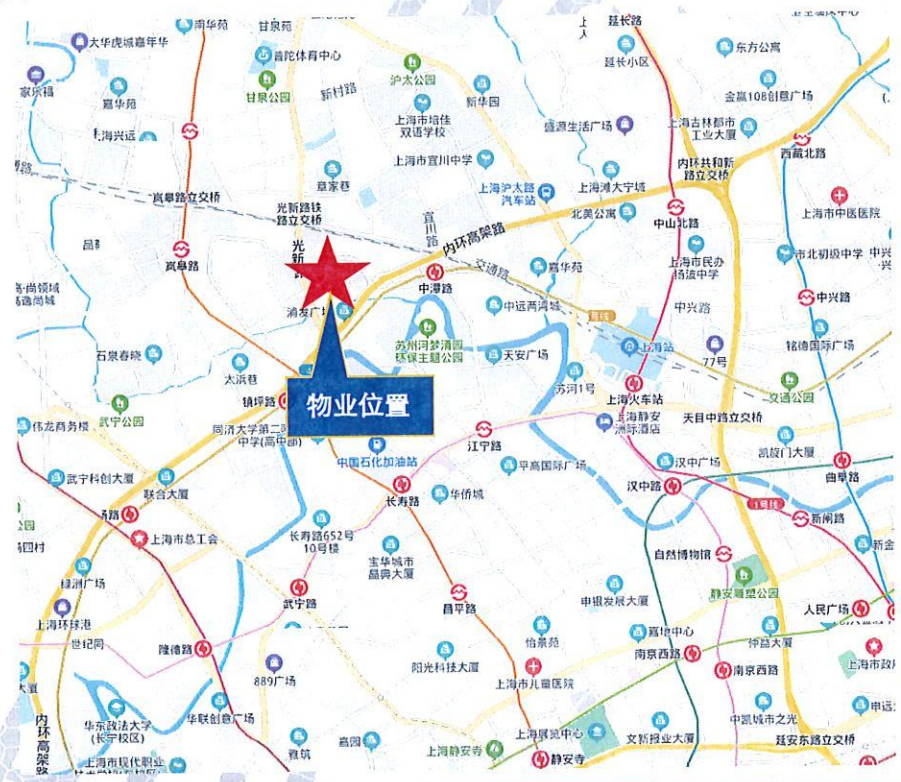 南华苑
甘泉苑
延长路
大华虎城嘉年华
普陀体育中心
延长小区
东方公寓
家乐福
嘉华苑
甘泉公园
新村路
沪太公园
新华园
金赢108创意广场
上海市培佳
双语学校
盛源生活广场
上海吉林都市
工业大厦
上海兴远
西藏北路
上海市宜川中学
内环共和新
路立交桥
章家巷
上海沪太路
汽车站
上海滩大宁城
岚皋路立交桥
光新路铁
路立交桥
宜川路
北美公寓
中山北路
上海市中医医院
内环高架路
光新路
岚皋路
交通路
嘉华苑
上海市民办
扬波中学
市北初级中学
中潭路
中兴路
中兴路
浦发广场
中远两湾城
苏州河梦清园
环保主题公园
天安广场
上海站
77号
铭德国际广场
石泉春晓
太浜巷
苏河1号
上海火车站
交通公园
武宁公园
镇坪路
物业位置
伟龙商务楼
同济大学第二
中学(高中部)
江宁路
上海静安
洲际酒店
天目中路立交桥
中国石化加油站
平高国际广场
汉中广场
凯旋门大厦
曲阜路
武宁科创大厦
联合大厦
长寿路
华侨城
汉中路
1号线
新闸路
上海市总工会
长寿路652号
10号楼
宝华城市
晶典大厦
自然博物馆
绿洲广场
静安雕塑公园
武宁路
昌平路
申银发展大厦
人民广场
上海环球港
世纪同
怡景苑
嘉地中心
仲益大厦
隆德路
889广场
阳光科技大厦
上海市儿童医院
南京西路
南京西路
华东政法大学
(长宁校区)
华联创意广场
上海展览中心
中凯城市之光
内环高架路
雅筑
嘉园
上海静安寺
静安寺
文新报业大厦
延安东路立交桥
上海市现代职业